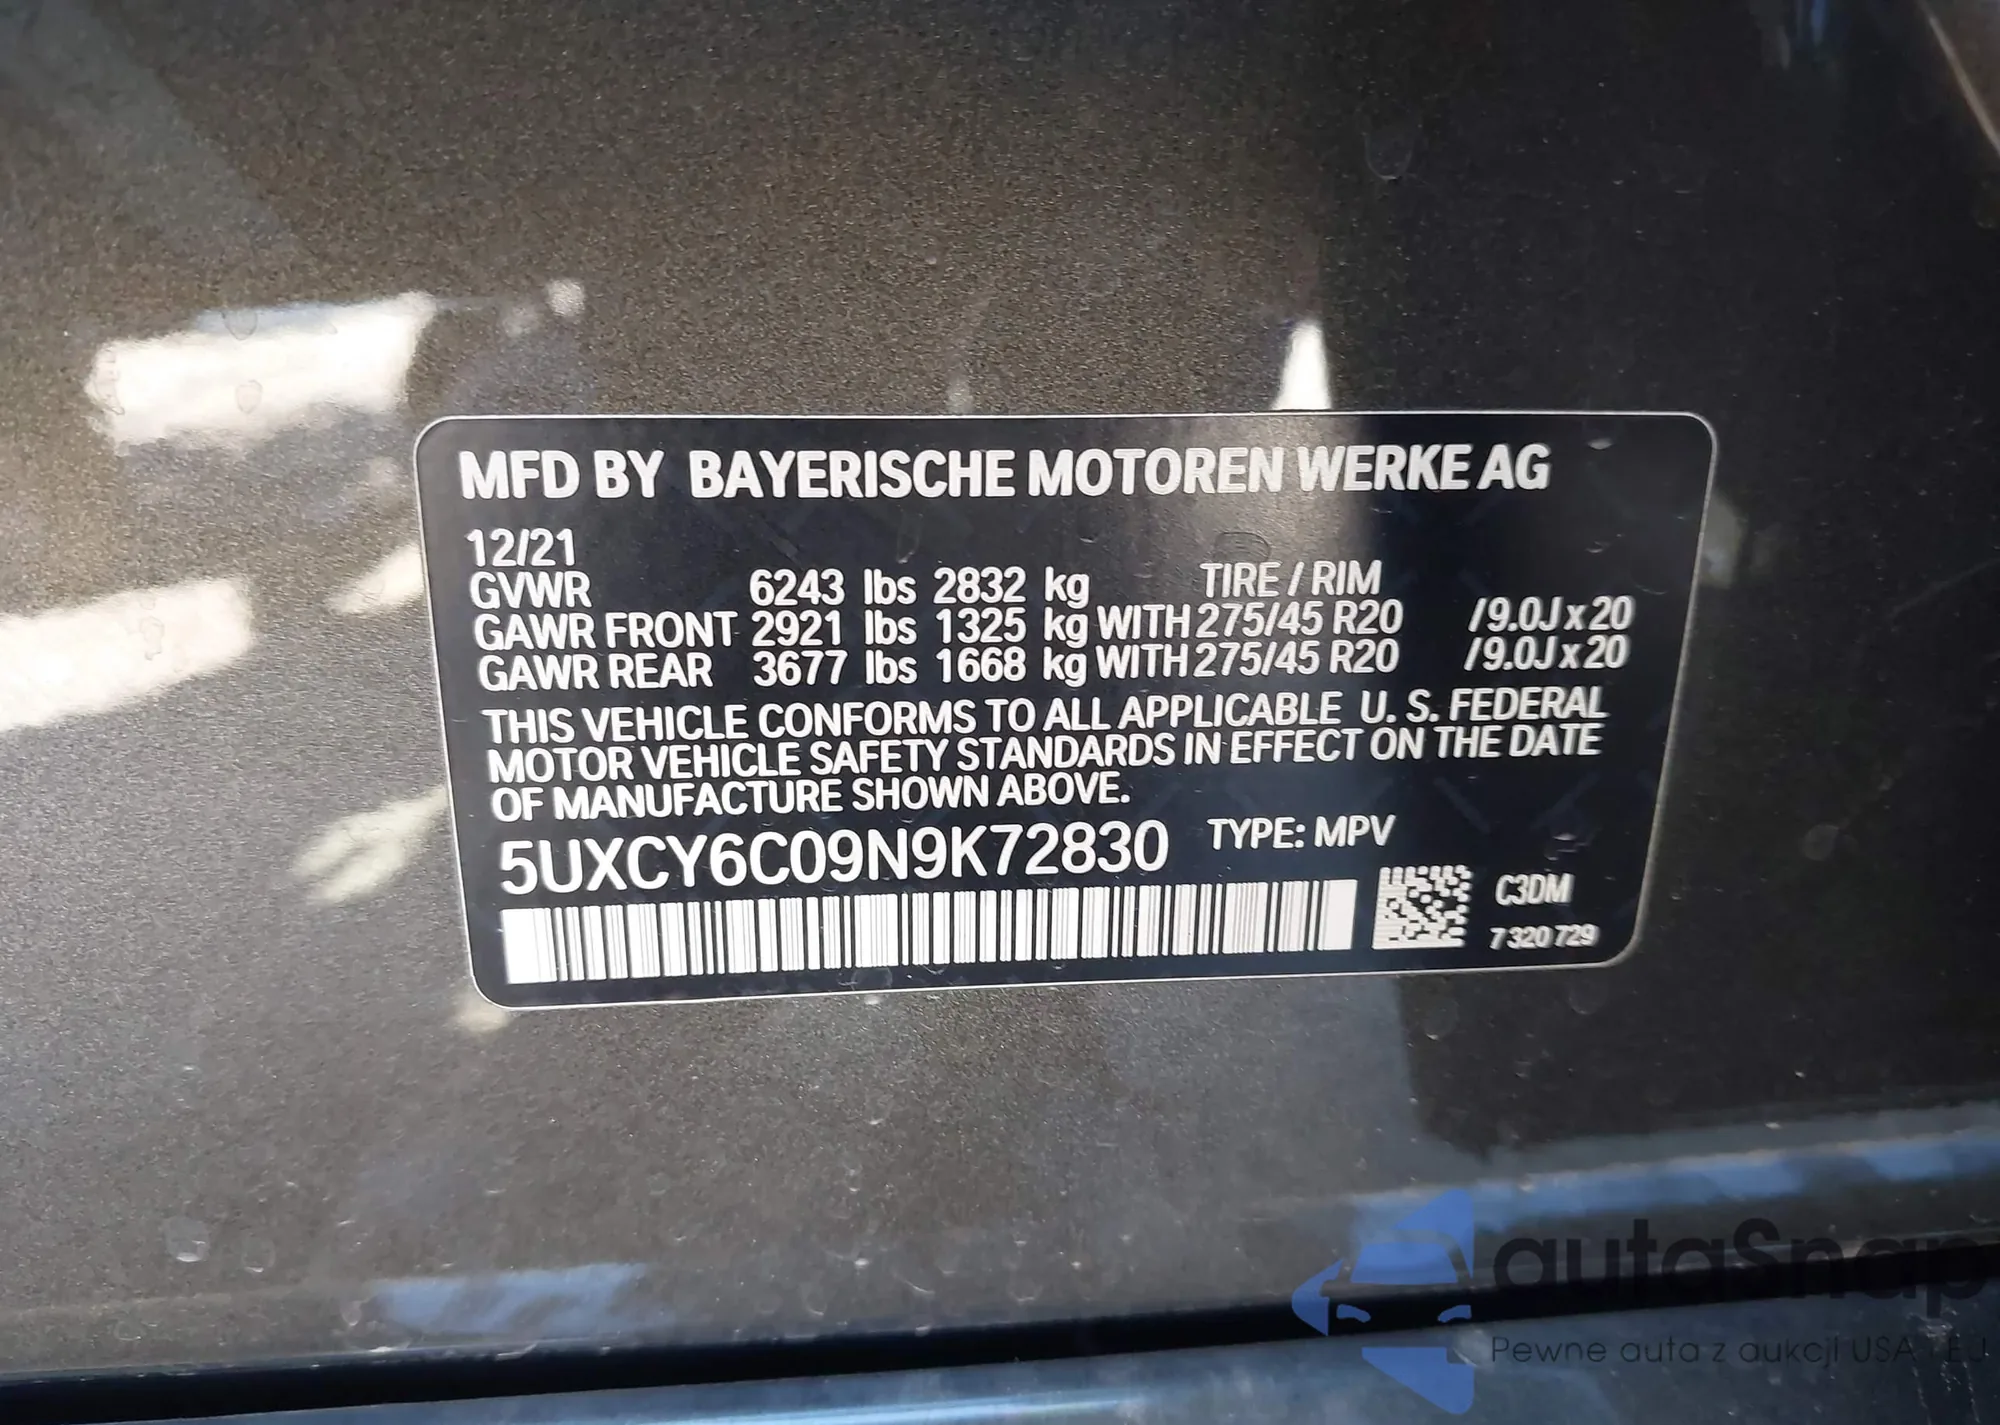 MFD BY BAYERISCHE MOTOREN WERKE AG
12/21
GVWR 6243 lbs 2832 kg TIRE / RIM
GAWR FRONT 2921 lbs 1325 kg WITH 275/45 R20 /9.0J x 20
GAWR REAR 3677 lbs 1668 kg WITH 275/45 R20 /9.0J x 20
THIS VEHICLE CONFORMS TO ALL APPLICABLE U. S. FEDERAL
MOTOR VEHICLE SAFETY STANDARDS IN EFFECT ON THE DATE
OF MANUFACTURE SHOWN ABOVE.
5UXCY6C09N9K72830 TYPE: MPV
C3DM
7 320 729
autaSnap
Pewne auta z aukcji USA i EU